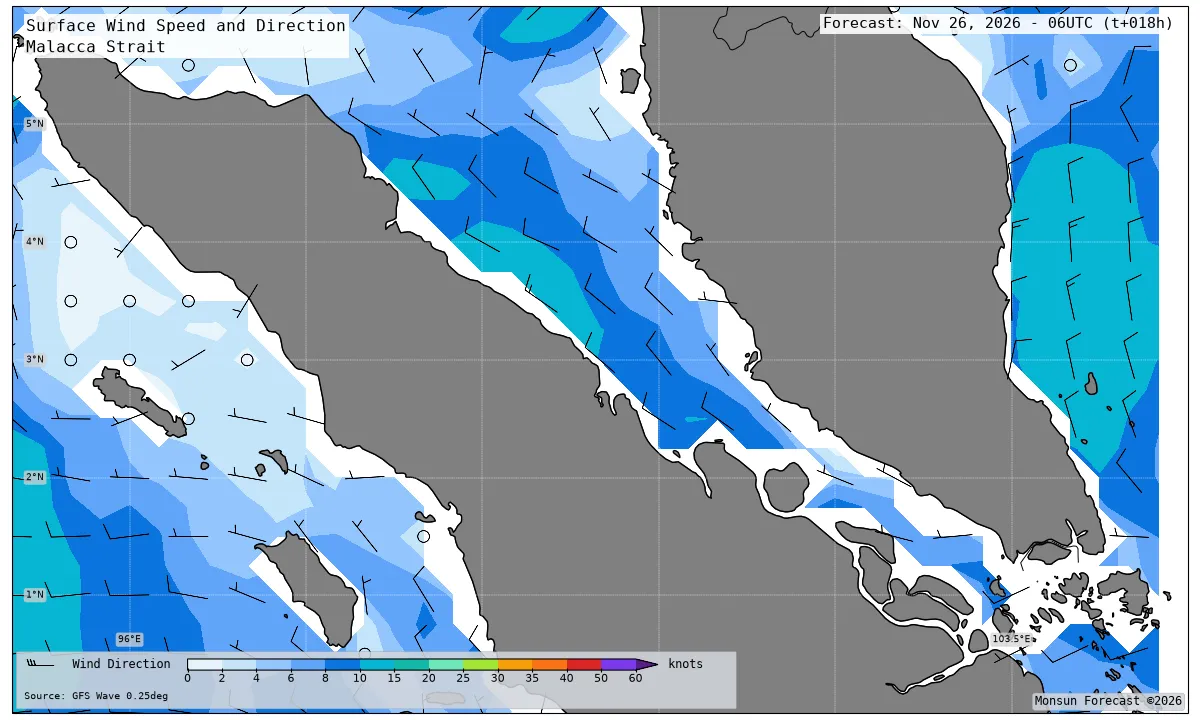 Surface Wind Speed and Direction
Malacca Strait
Forecast: Nov 26, 2026 - 06UTC (t+018h)
5°N
4°N
3°N
2°N
1°N
96°E
103.5°E
Wind Direction
knots
0 2 4 6 8 10 15 20 25 30 35 40 50 60
Source: GFS Wave 0.25deg
Monsun Forecast ©2026